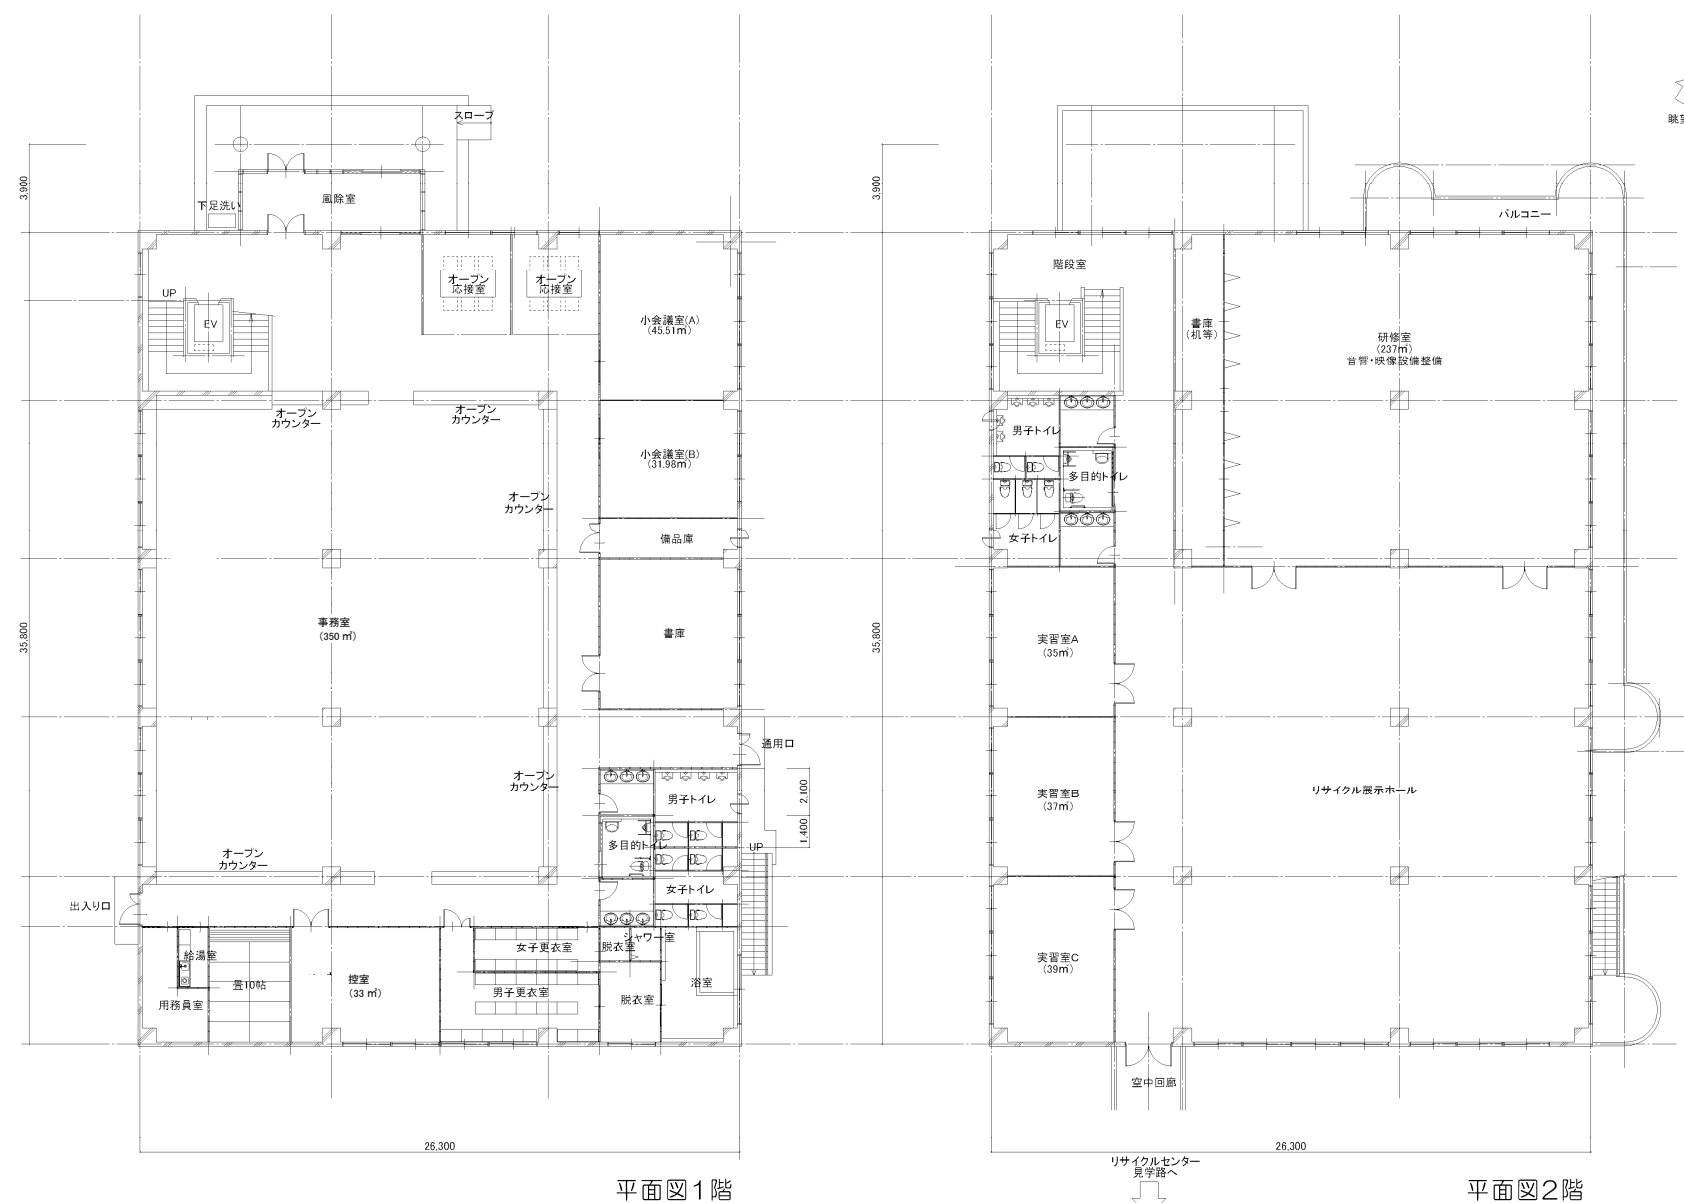 スロープ
3,900
下足洗い
風除室
UP
EV
オープン
応接室
オープン
応接室
小会議室(A)
(45.51㎡)
オープン
カウンター
オープン
カウンター
小会議室(B)
(31.98㎡)
オープン
カウンター
備品庫
事務室
(350㎡)
書庫
35,800
通用口
オープン
カウンター
男子トイレ
2,100
1,400
多目的トイレ
UP
オープン
カウンター
女子トイレ
出入り口
シャワー室
女子更衣室
脱衣室
給湯室
畳10帖
控室
(33㎡)
浴室
用務員室
男子更衣室
脱衣室
26,300
平面図1階
3,900
バルコニー
階段室
EV
書庫
(机等)
研修室
(237㎡)
音響・映像設備整備
男子トイレ
多目的トイレ
女子トイレ
実習室A
(35㎡)
35,800
実習室B
(37㎡)
リサイクル展示ホール
実習室C
(39㎡)
空中回廊
26,300
リサイクルセンター
見学路へ
平面図2階